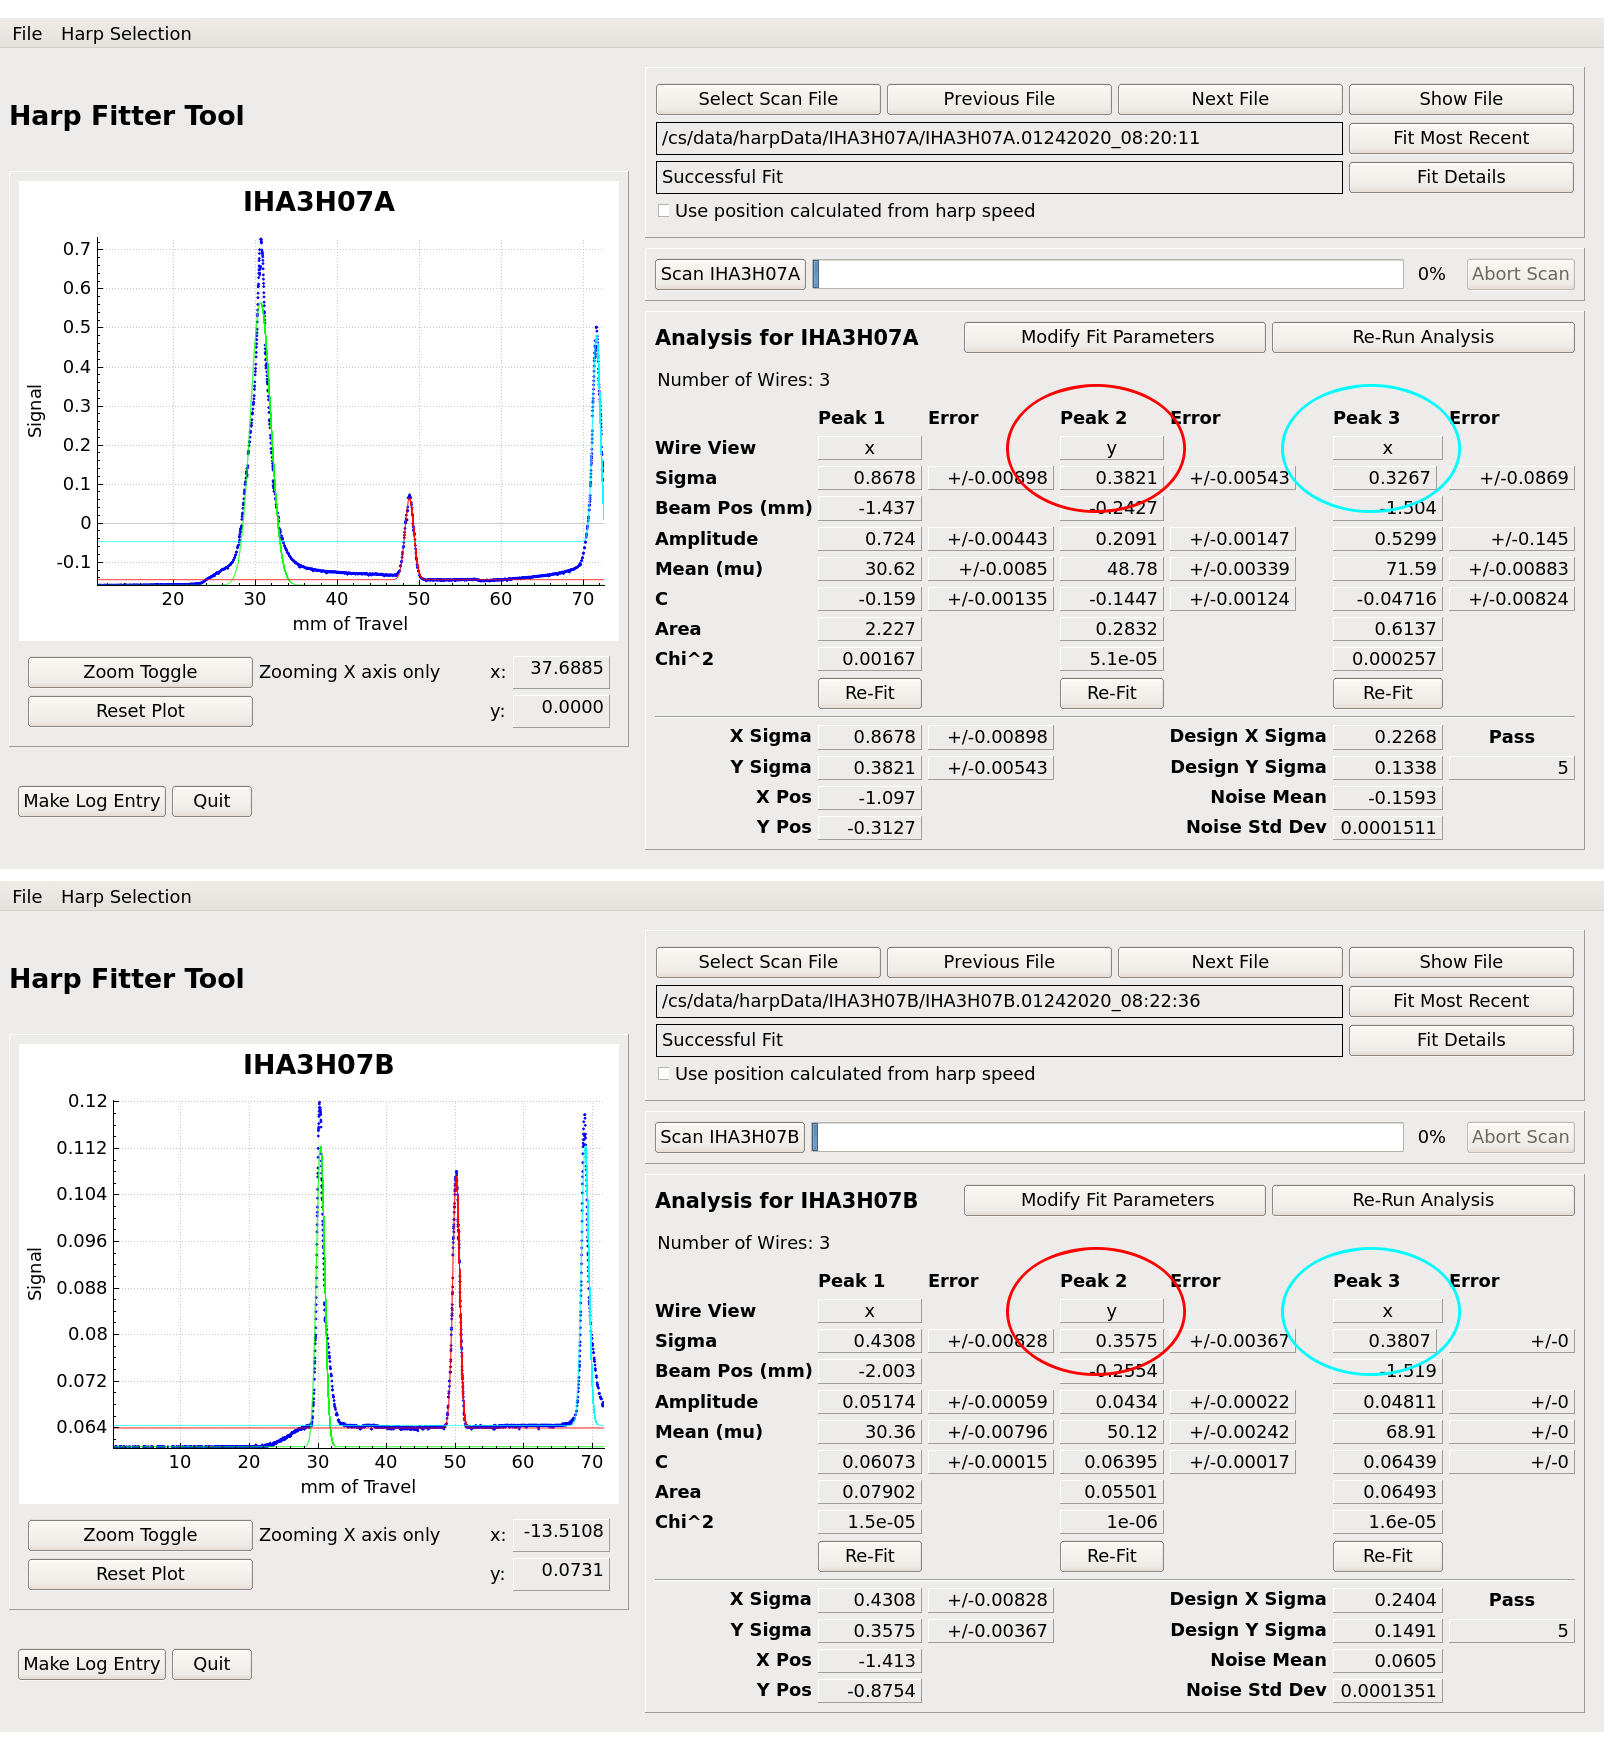 File Harp Selection
Harp Fitter Tool
Select Scan File Previous File Next File Show File
/cs/data/harpData/IHA3H07A/IHA3H07A.01242020_08:20:11 Fit Most Recent
Successful Fit Fit Details
Use position calculated from harp speed
IHA3H07A
Signal
0.7
0.6
0.5
0.4
0.3
0.2
0.1
0
-0.1
20 30 40 50 60 70
mm of Travel
Zoom Toggle Zooming X axis only x: 37.6885
Reset Plot y: 0.0000
Make Log Entry Quit
Scan IHA3H07A 0% Abort Scan
Analysis for IHA3H07A Modify Fit Parameters Re-Run Analysis
Number of Wires: 3
Peak 1 Error Peak 2 Error Peak 3 Error
Wire View x y x
Sigma 0.8678 +/-0.00898 0.3821 +/-0.00543 0.3267 +/-0.0869
Beam Pos (mm) -1.437 -0.2427 -1.504
Amplitude 0.724 +/-0.00443 0.2091 +/-0.00147 0.5299 +/-0.145
Mean (mu) 30.62 +/-0.0085 48.78 +/-0.00339 71.59 +/-0.00883
C -0.159 +/-0.00135 -0.1447 +/-0.00124 -0.04716 +/-0.00824
Area 2.227 0.2832 0.6137
Chi^2 0.00167 5.1e-05 0.000257
Re-Fit Re-Fit Re-Fit
X Sigma 0.8678 +/-0.00898 Design X Sigma 0.2268 Pass
Y Sigma 0.3821 +/-0.00543 Design Y Sigma 0.1338 5
X Pos -1.097 Noise Mean -0.1593
Y Pos -0.3127 Noise Std Dev 0.0001511
File Harp Selection
Harp Fitter Tool
Select Scan File Previous File Next File Show File
/cs/data/harpData/IHA3H07B/IHA3H07B.01242020_08:22:36 Fit Most Recent
Successful Fit Fit Details
Use position calculated from harp speed
IHA3H07B
Signal
0.12
0.112
0.104
0.096
0.088
0.08
0.072
0.064
10 20 30 40 50 60 70
mm of Travel
Zoom Toggle Zooming X axis only x: -13.5108
Reset Plot y: 0.0731
Make Log Entry Quit
Scan IHA3H07B 0% Abort Scan
Analysis for IHA3H07B Modify Fit Parameters Re-Run Analysis
Number of Wires: 3
Peak 1 Error Peak 2 Error Peak 3 Error
Wire View x y x
Sigma 0.4308 +/-0.00828 0.3575 +/-0.00367 0.3807 +/-0
Beam Pos (mm) -2.003 -0.2554 -1.519
Amplitude 0.05174 +/-0.00059 0.0434 +/-0.00022 0.04811 +/-0
Mean (mu) 30.36 +/-0.00796 50.12 +/-0.00242 68.91 +/-0
C 0.06073 +/-0.00015 0.06395 +/-0.00017 0.06439 +/-0
Area 0.07902 0.05501 0.06493
Chi^2 1.5e-05 1e-06 1.6e-05
Re-Fit Re-Fit Re-Fit
X Sigma 0.4308 +/-0.00828 Design X Sigma 0.2404 Pass
Y Sigma 0.3575 +/-0.00367 Design Y Sigma 0.1491 5
X Pos -1.413 Noise Mean 0.0605
Y Pos -0.8754 Noise Std Dev 0.0001351